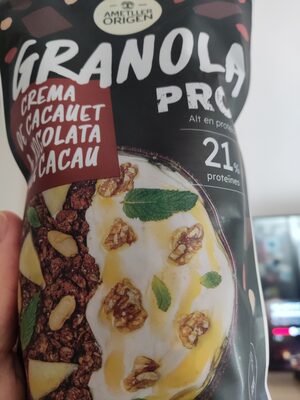 AMETLLER
ORIGEN
GRANOLA
PRO
Alt en proteïnes
21%
proteïnes
CREMA
DE CACAUET
XOCOLATA
CACAU